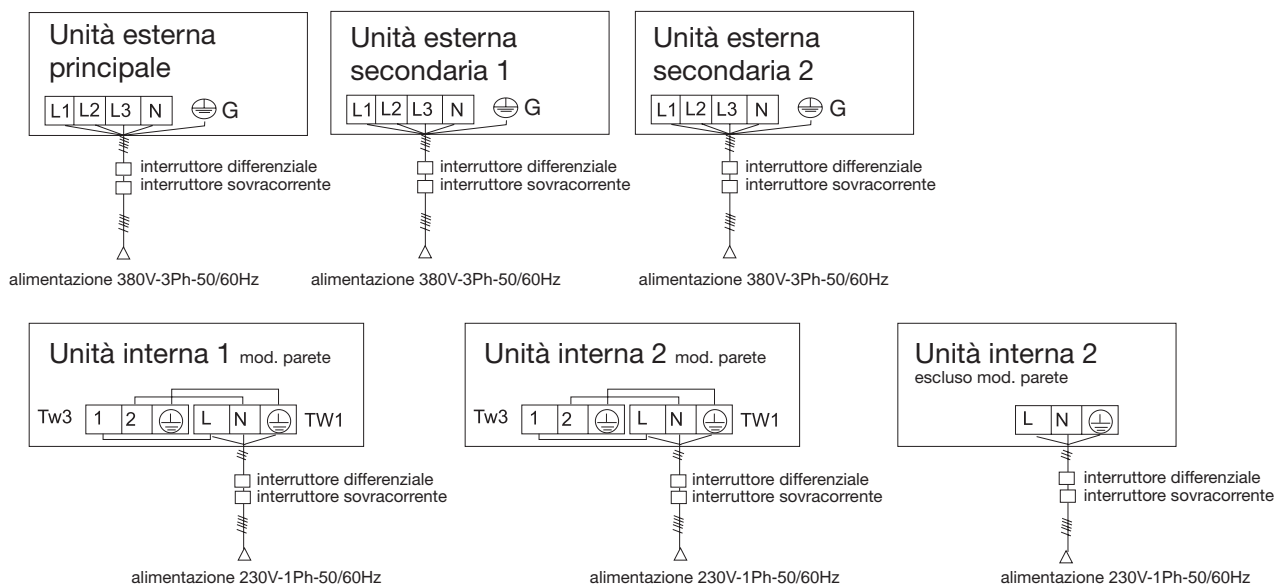 Unità esterna
principale
L1 L2 L3 N G
interruttore differenziale
interruttore sovracorrente
alimentazione 380V-3Ph-50/60Hz
Unità esterna
secondaria 1
L1 L2 L3 N G
interruttore differenziale
interruttore sovracorrente
alimentazione 380V-3Ph-50/60Hz
Unità esterna
secondaria 2
L1 L2 L3 N G
interruttore differenziale
interruttore sovracorrente
alimentazione 380V-3Ph-50/60Hz
Unità interna 1 mod. parete
Tw3 1 2 L N TW1
interruttore differenziale
interruttore sovracorrente
alimentazione 230V-1Ph-50/60Hz
Unità interna 2 mod. parete
Tw3 1 2 L N TW1
interruttore differenziale
interruttore sovracorrente
alimentazione 230V-1Ph-50/60Hz
Unità interna 2
escluso mod. parete
L N
interruttore differenziale
interruttore sovracorrente
alimentazione 230V-1Ph-50/60Hz